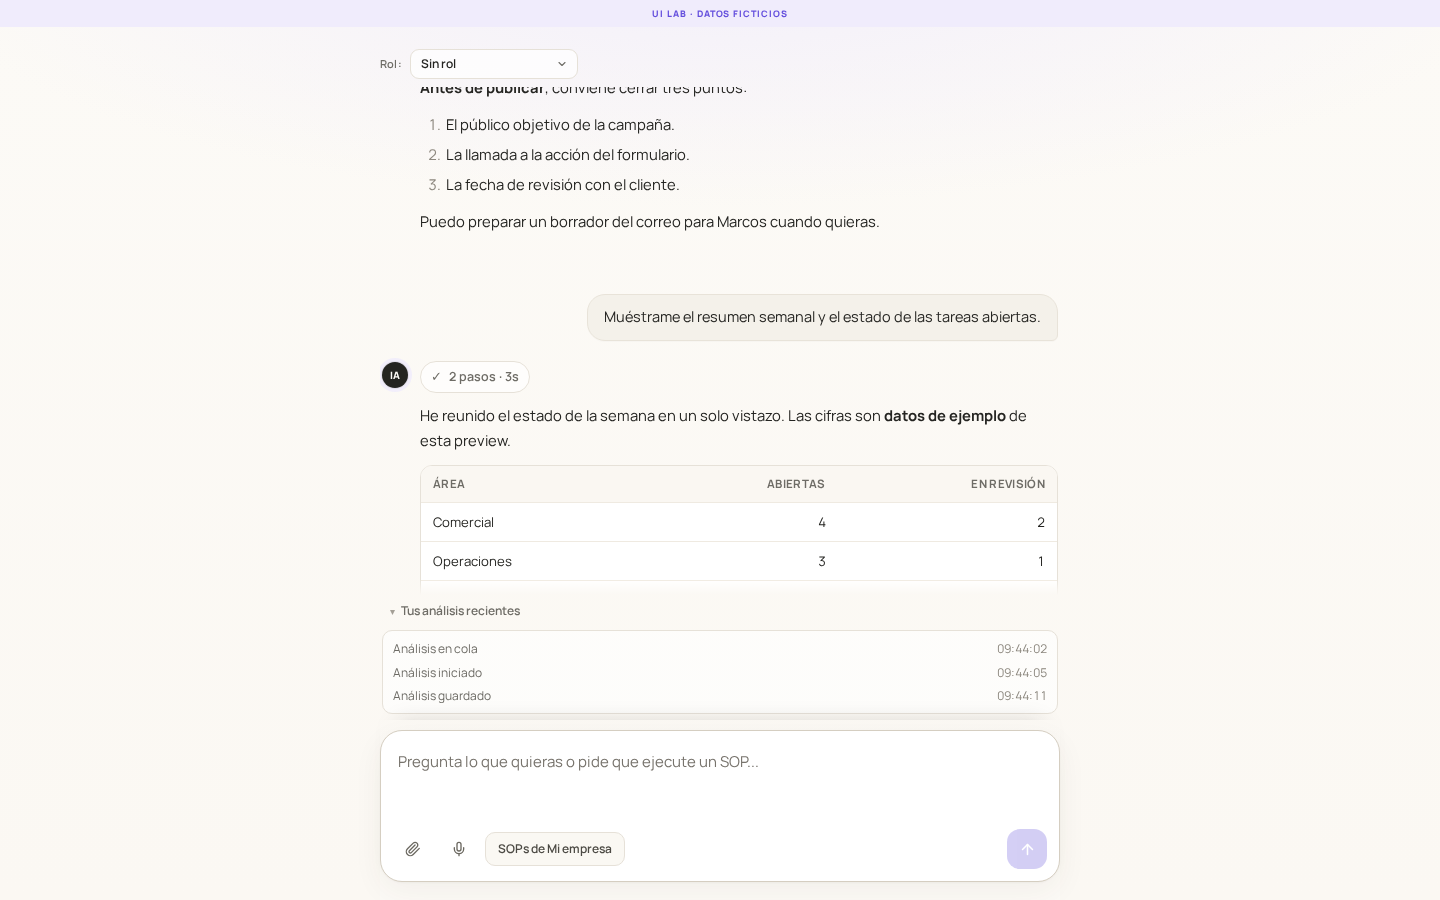 UI LAB · DATOS FICTICIOS
Rol: Sin rol
Antes de publicar, conviene cerrar tres puntos:
1. El público objetivo de la campaña.
2. La llamada a la acción del formulario.
3. La fecha de revisión con el cliente.
Puedo preparar un borrador del correo para Marcos cuando quieras.
Muéstrame el resumen semanal y el estado de las tareas abiertas.
IA ✓ 2 pasos · 3s
He reunido el estado de la semana en un solo vistazo. Las cifras son datos de ejemplo de
esta preview.
ÁREA ABIERTAS EN REVISIÓN
Comercial 4 2
Operaciones 3 1
▾ Tus análisis recientes
Análisis en cola 09:44:02
Análisis iniciado 09:44:05
Análisis guardado 09:44:11
Pregunta lo que quieras o pide que ejecute un SOP...
SOPs de Mi empresa